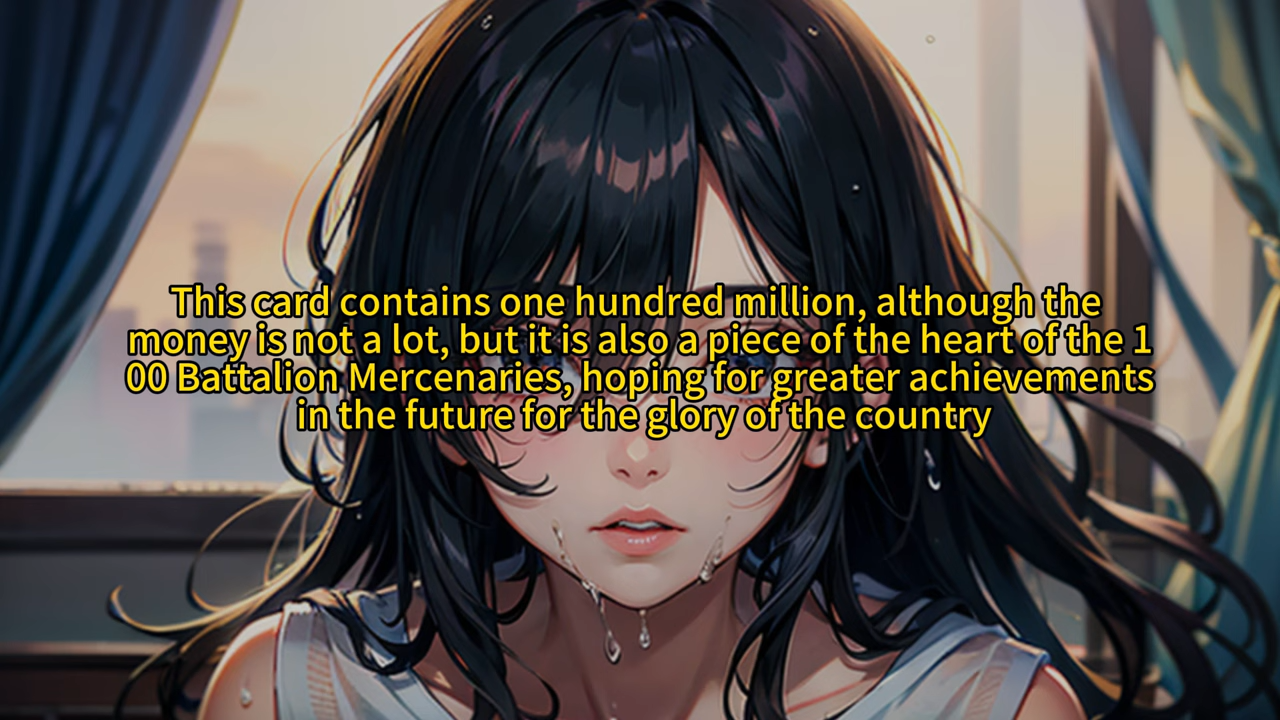 This card contains one hundred million, although the
money is not a lot, but it is also a piece of the heart of the 1
00 Battalion Mercenaries, hoping for greater achievements
in the future for the glory of the country